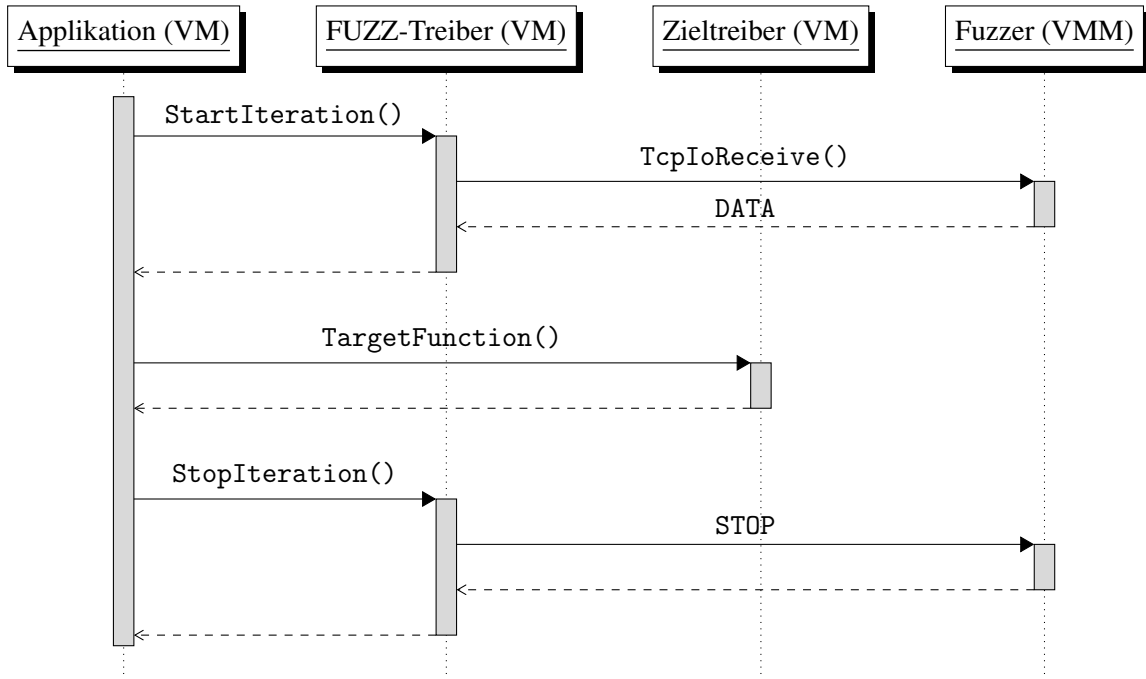 Applikation (VM)
FUZZ-Treiber (VM)
Zieltreiber (VM)
Fuzzer (VMM)
StartIteration()
TcpIoReceive()
DATA
TargetFunction()
StopIteration()
STOP